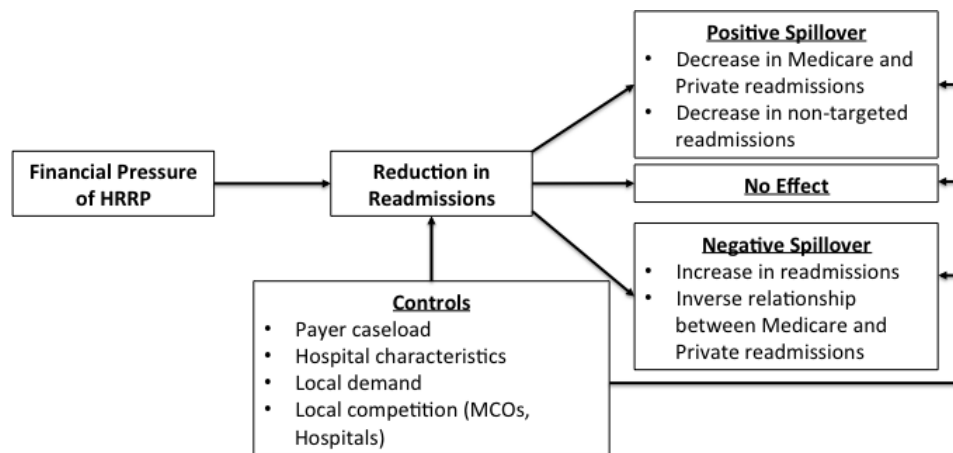 Financial Pressure
of HRRP
Reduction in
Readmissions
Positive Spillover
• Decrease in Medicare and
Private readmissions
• Decrease in non-targeted
readmissions
No Effect
Negative Spillover
• Increase in readmissions
• Inverse relationship
between Medicare and
Private readmissions
Controls
• Payer caseload
• Hospital characteristics
• Local demand
• Local competition (MCOs,
Hospitals)